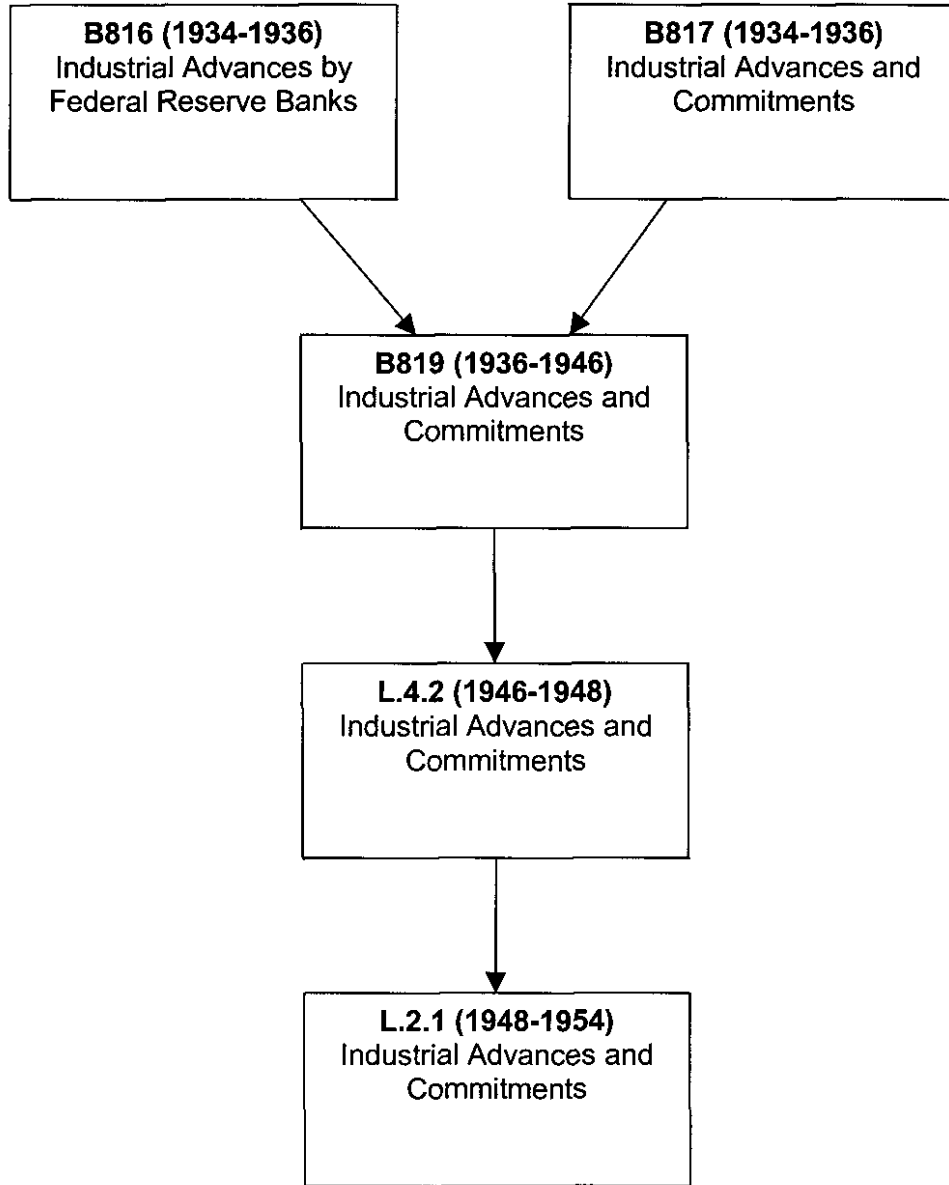 B816 (1934-1936)
Industrial Advances by
Federal Reserve Banks
B817 (1934-1936)
Industrial Advances and
Commitments
B819 (1936-1946)
Industrial Advances and
Commitments
L.4.2 (1946-1948)
Industrial Advances and
Commitments
L.2.1 (1948-1954)
Industrial Advances and
Commitments